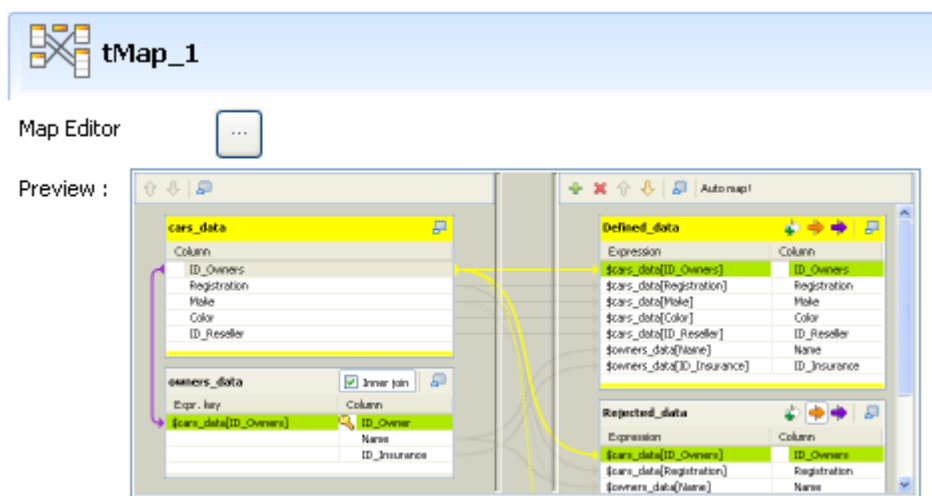 tMap_1
Map Editor
...
Preview :
Auto map!
cars_data
Column
ID_Owners
Registration
Make
Color
ID_Reseller
owners_data
Inner join
Expr. key Column
$cars_data[ID_Owners] ID_Owner
Name
ID_Insurance
Defined_data
Expression Column
$cars_data[ID_Owners] ID_Owners
$cars_data[Registration] Registration
$cars_data[Make] Make
$cars_data[Color] Color
$cars_data[ID_Reseller] ID_Reseller
$owners_data[Name] Name
$owners_data[ID_Insurance] ID_Insurance
Rejected_data
Expression Column
$cars_data[ID_Owners] ID_Owners
$cars_data[Registration] Registration
$owners_data[Name] Name